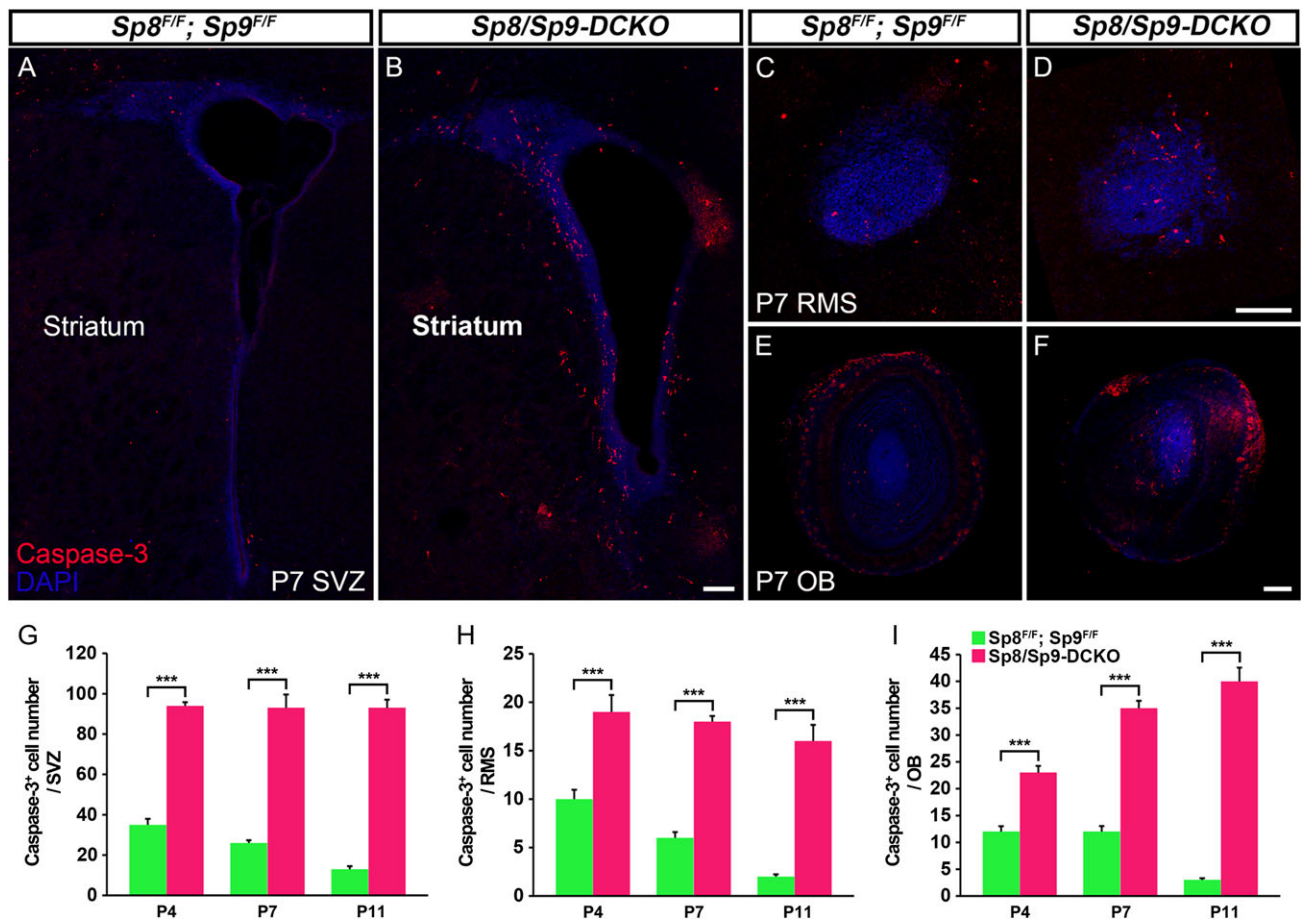 Sp8F/F; Sp9F/F
Sp8/Sp9-DCKO
Sp8F/F; Sp9F/F
Sp8/Sp9-DCKO
A
B
C
D
Striatum
Striatum
P7 RMS
E
F
Caspase-3
DAPI
P7 SVZ
P7 OB
G
Caspase-3+ cell number
/ SVZ
120
100
80
60
40
20
0
***
***
***
P4
P7
P11
H
Caspase-3+ cell number
/ RMS
25
20
15
10
5
0
***
***
***
P4
P7
P11
I
Sp8F/F; Sp9F/F
Sp8/Sp9-DCKO
Caspase-3+ cell number
/ OB
45
40
35
30
25
20
15
12
5
0
***
***
***
P4
P7
P11